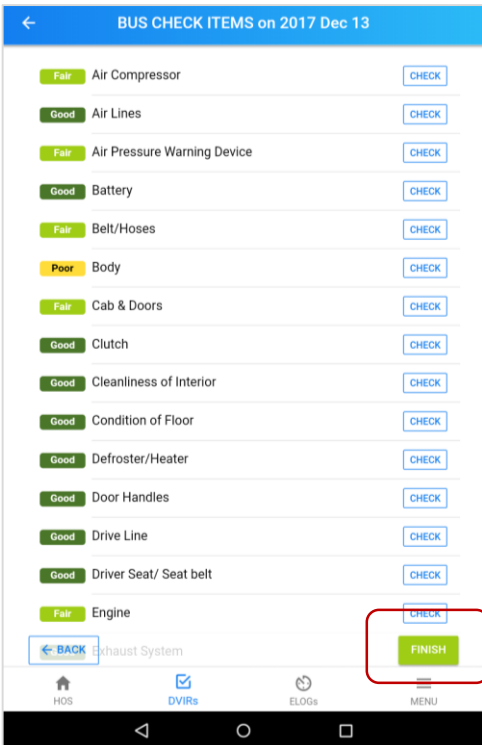 BUS CHECK ITEMS on 2017 Dec 13
Fair Air Compressor CHECK
Good Air Lines CHECK
Fair Air Pressure Warning Device CHECK
Good Battery CHECK
Fair Belt/Hoses CHECK
Poor Body CHECK
Fair Cab & Doors CHECK
Good Clutch CHECK
Good Cleanliness of Interior CHECK
Good Condition of Floor CHECK
Good Defroster/Heater CHECK
Good Door Handles CHECK
Good Drive Line CHECK
Good Driver Seat/ Seat belt CHECK
Fair Engine CHECK
BACK Exhaust System FINISH
HOS DVIRs ELOGs MENU